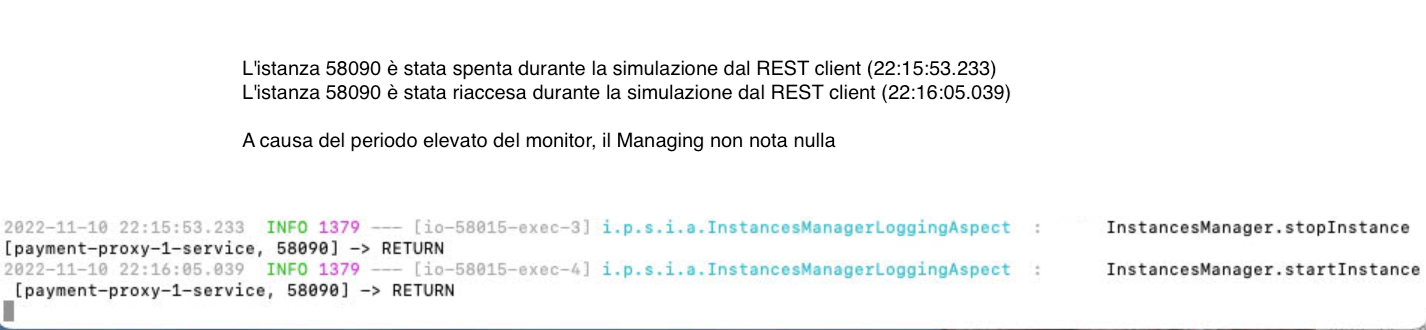 L'istanza 58090 è stata spenta durante la simulazione dal REST client (22:15:53.233)
L'istanza 58090 è stata riaccesa durante la simulazione dal REST client (22:16:05.039)
A causa del periodo elevato del monitor, il Managing non nota nulla
2022-11-10 22:15:53.233  INFO 1379 --- [io-58015-exec-3] i.p.s.i.a.InstancesManagerLoggingAspect  :      InstancesManager.stopInstance
[payment-proxy-1-service, 58090] -> RETURN
2022-11-10 22:16:05.039  INFO 1379 --- [io-58015-exec-4] i.p.s.i.a.InstancesManagerLoggingAspect  :      InstancesManager.startInstance
[payment-proxy-1-service, 58090] -> RETURN